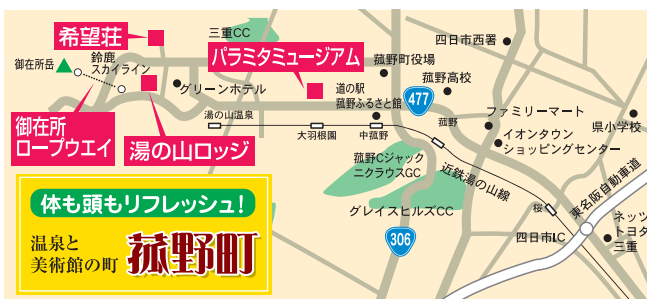 希望荘
三重CC
四日市西署
鈴鹿
スカイライン
御在所岳
パラミタミュージアム
菰野町役場
グリーンホテル
道の駅
菰野ふるさと館
菰野高校
477
御在所
ロープウエイ
湯の山ロッジ
湯の山温泉
大羽根園
中菰野
菰野
ファミリーマート
県小学校
イオンタウン
ショッピングセンター
菰野Cジャック
ニクラウスGC
近鉄湯の山線
東名阪自動車道
グレイスヒルズCC
桜
306
四日市IC
ネッツ
トヨタ
三重
体も頭もリフレッシュ!
温泉と
美術館の町
菰野町